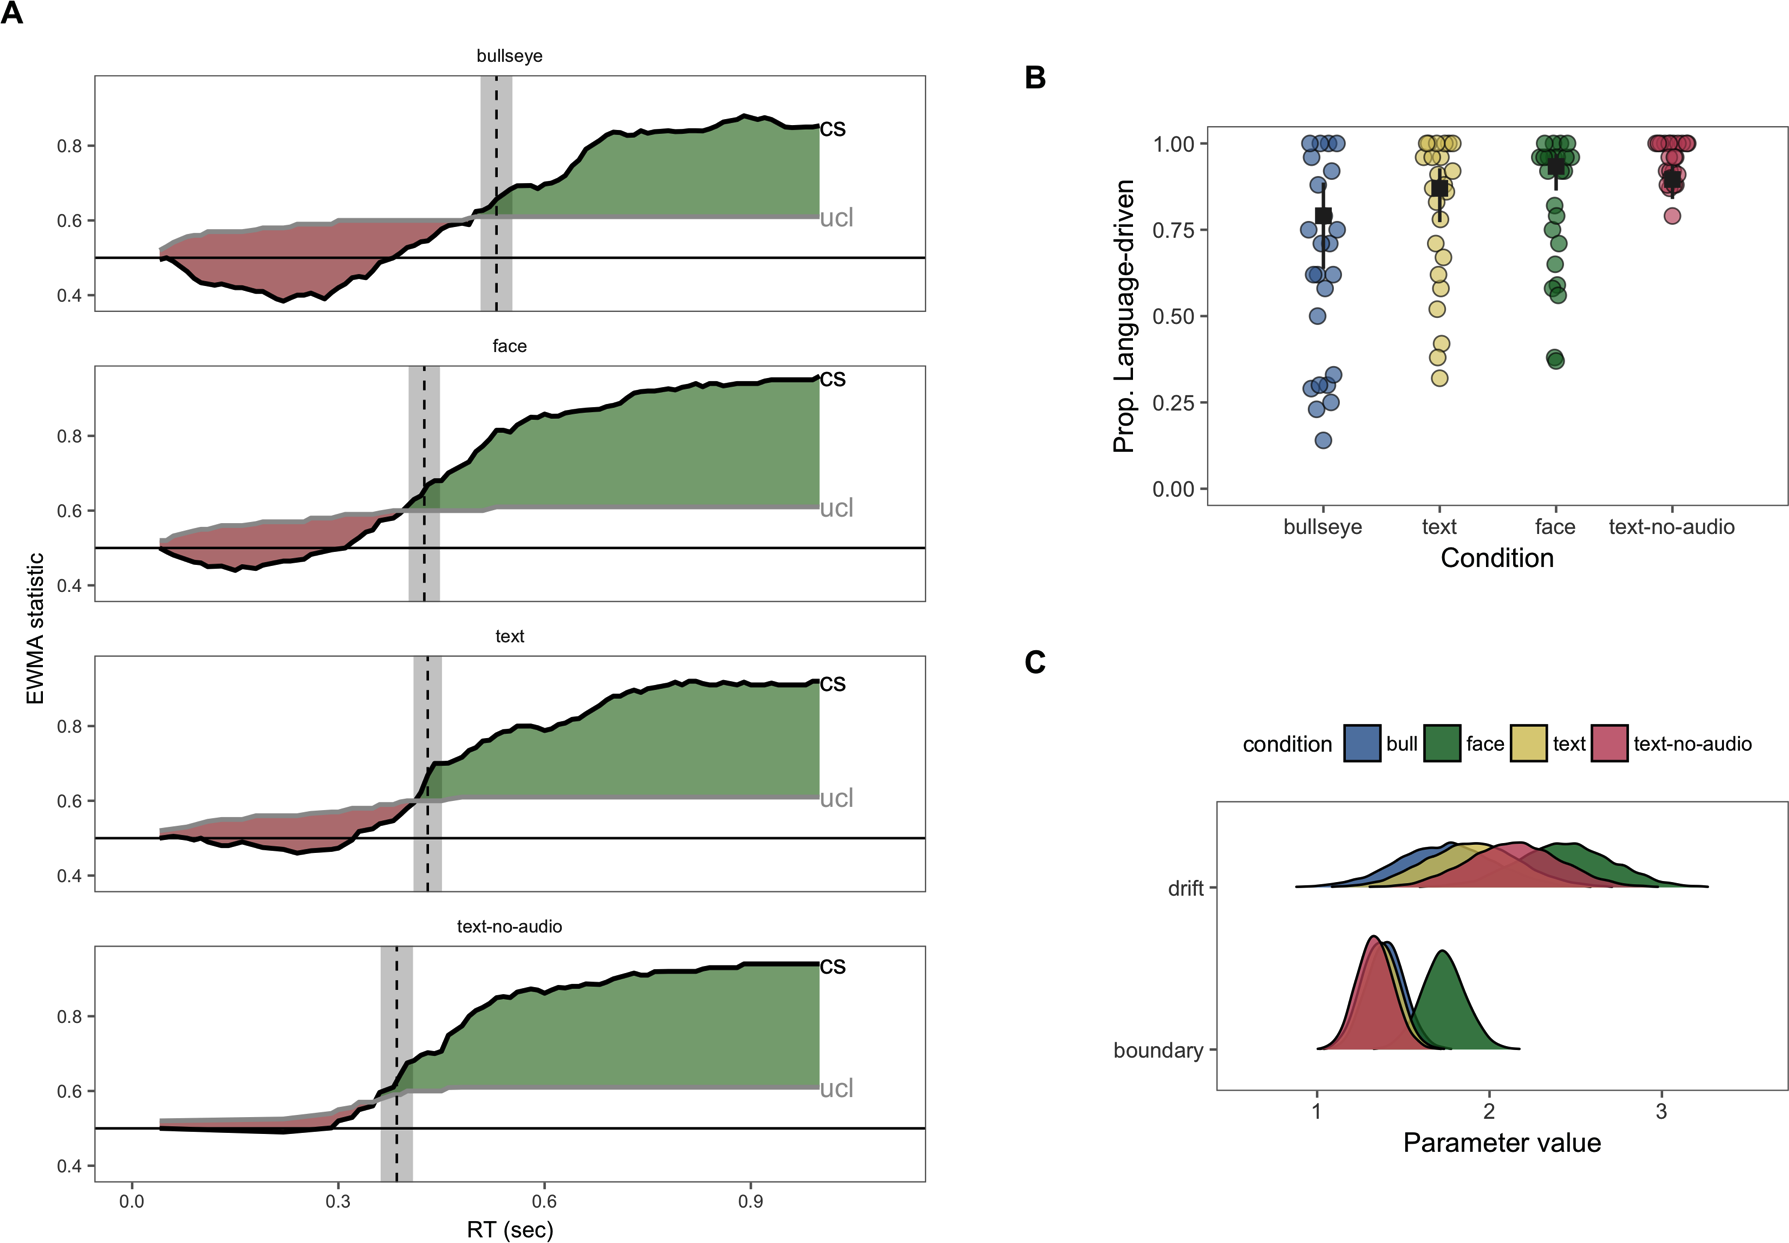 A
bullseye
0.8
0.6
0.4
cs
ucl
face
0.8
0.6
0.4
cs
ucl
text
0.8
0.6
0.4
cs
ucl
text-no-audio
0.8
0.6
0.4
cs
ucl
0.0 0.3 0.6 0.9
RT (sec)
EWMA statistic
B
1.00
0.75
0.50
0.25
0.00
Prop. Language-driven
bullseye text face text-no-audio
Condition
C
condition bull face text text-no-audio
drift
boundary
1 2 3
Parameter value